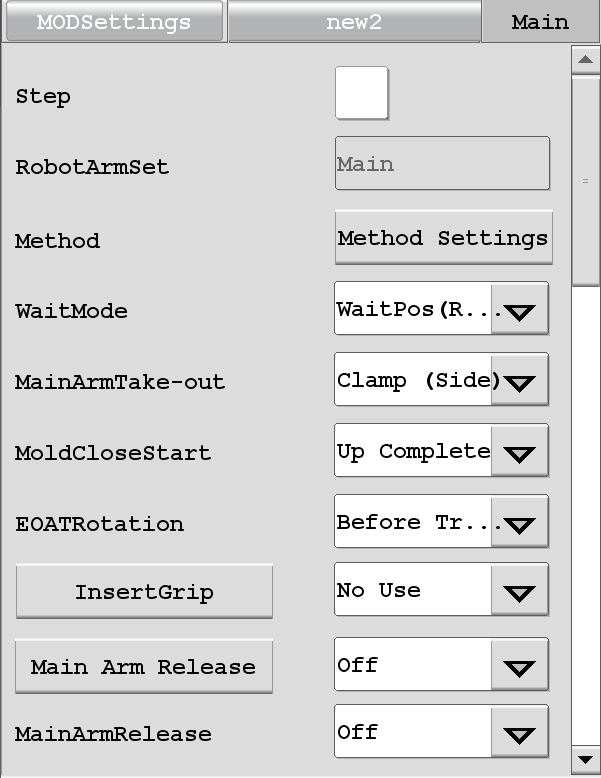 MODSettings new2 Main
Step
RobotArmSet Main
Method Method Settings
WaitMode WaitPos(R...
MainArmTake-out Clamp (Side)
MoldCloseStart Up Complete
EOATRotation Before Tr...
InsertGrip No Use
Main Arm Release Off
MainArmRelease Off